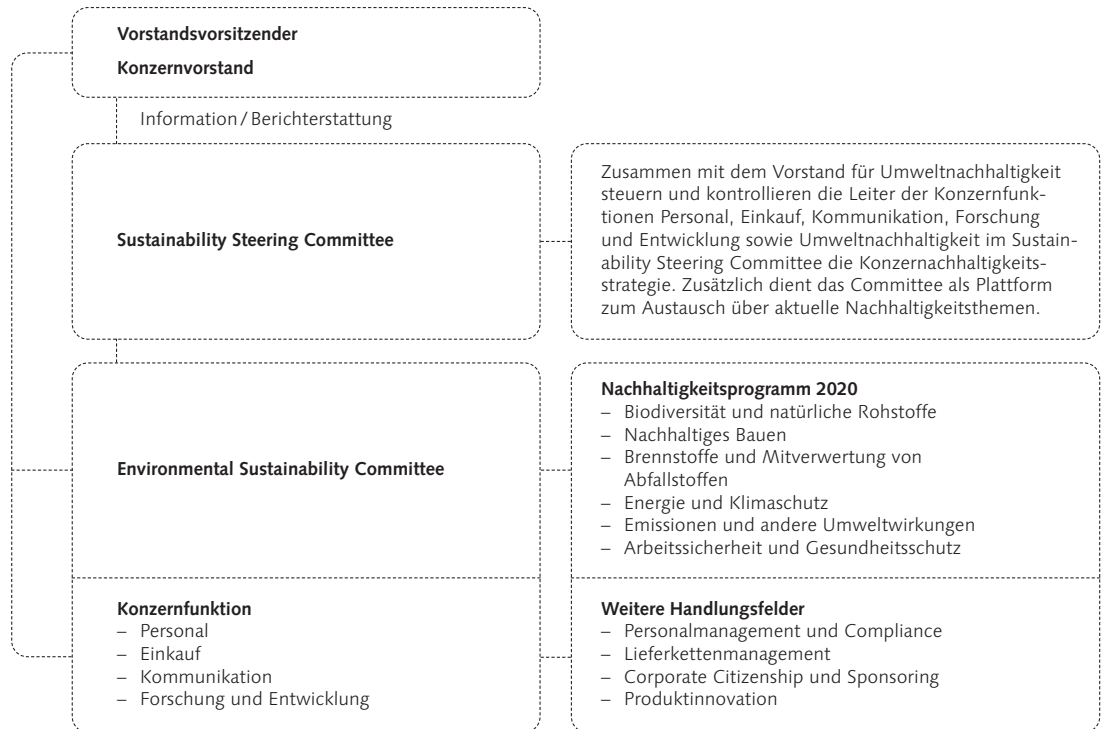 Vorstandsvorsitzender
Konzernvorstand
Information / Berichterstattung
Sustainability Steering Committee
Zusammen mit dem Vorstand für Umweltnachhaltigkeit
steuern und kontrollieren die Leiter der Konzernfunk-
tionen Personal, Einkauf, Kommunikation, Forschung
und Entwicklung sowie Umweltnachhaltigkeit im Sustain-
ability Steering Committee die Konzernachhaltigkeits-
strategie. Zusätzlich dient das Committee als Plattform
zum Austausch über aktuelle Nachhaltigkeitsthemen.
Environmental Sustainability Committee
Nachhaltigkeitsprogramm 2020
– Biodiversität und natürliche Rohstoffe
– Nachhaltiges Bauen
– Brennstoffe und Mitverwertung von
Abfallstoffen
– Energie und Klimaschutz
– Emissionen und andere Umweltwirkungen
– Arbeitssicherheit und Gesundheitsschutz
Konzernfunktion
– Personal
– Einkauf
– Kommunikation
– Forschung und Entwicklung
Weitere Handlungsfelder
– Personalmanagement und Compliance
– Lieferkettenmanagement
– Corporate Citizenship und Sponsoring
– Produktinnovation